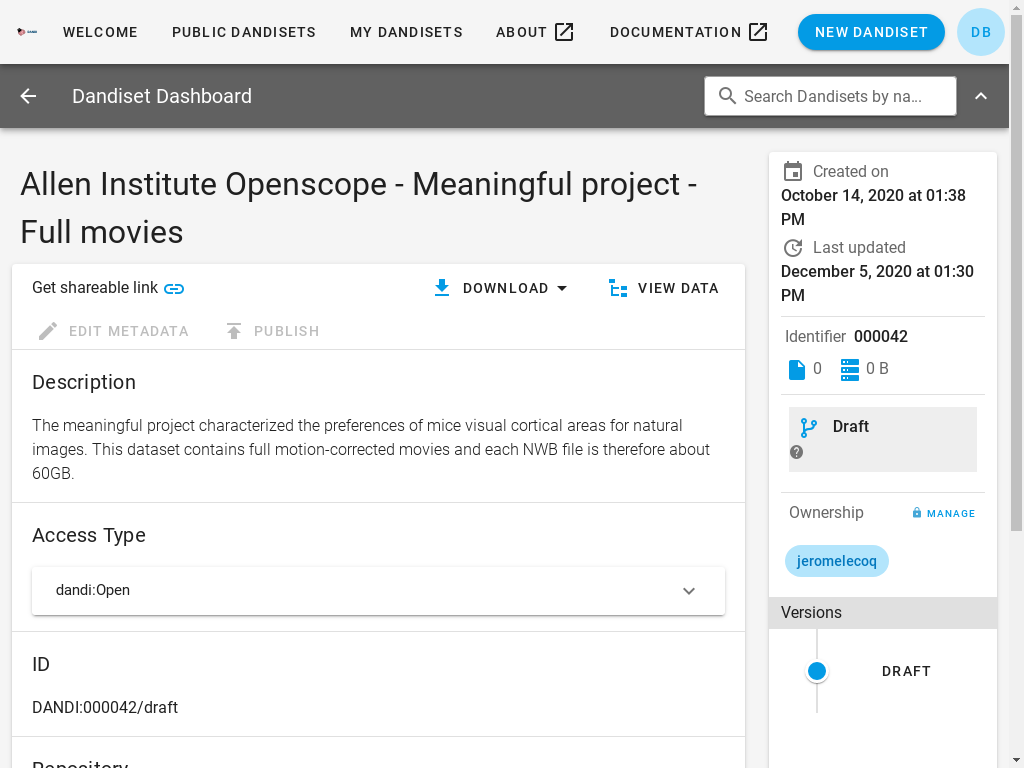 WELCOME
PUBLIC DANDISETS
MY DANDISETS
ABOUT
DOCUMENTATION
NEW DANDISET
DB
Dandiset Dashboard
Search Dandisets by na...
Allen Institute Openscope - Meaningful project -
Full movies
Get shareable link
DOWNLOAD
VIEW DATA
EDIT METADATA
PUBLISH
Description
The meaningful project characterized the preferences of mice visual cortical areas for natural
images. This dataset contains full motion-corrected movies and each NWB file is therefore about
60GB.
Access Type
dandi:Open
ID
DANDI:000042/draft
Repository
Created on
October 14, 2020 at 01:38
PM
Last updated
December 5, 2020 at 01:30
PM
Identifier 000042
0
0 B
Draft
Ownership
MANAGE
jeromelecoq
Versions
DRAFT